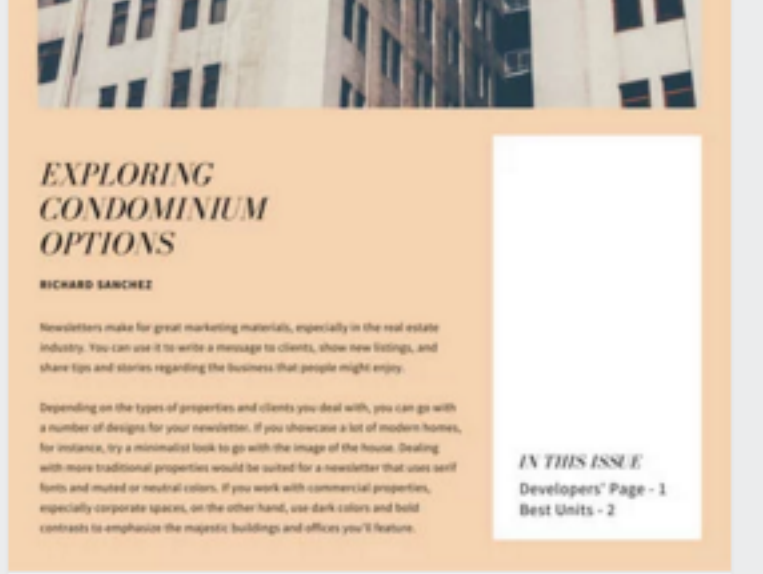 EXPLORING
CONDOMINIUM
OPTIONS
RICHARD SANCHEZ
Newsletters make for great marketing materials, especially in the real estate
industry. You can use it to write a message to clients, show new listings, and
share tips and stories regarding the business that people might enjoy.
Depending on the types of properties and clients you deal with, you can go with
a number of designs for your newsletter. If you showcase a lot of modern homes,
for instance, try a minimalist look to go with the image of the house. Dealing
with more traditional properties would be suited for a newsletter that uses serif
fonts and muted or neutral colors. If you work with commercial properties,
especially corporate spaces, on the other hand, use dark colors and bold
contrasts to emphasize the majestic buildings and offices you'll feature.
IN THIS ISSUE
Developers' Page - 1
Best Units - 2